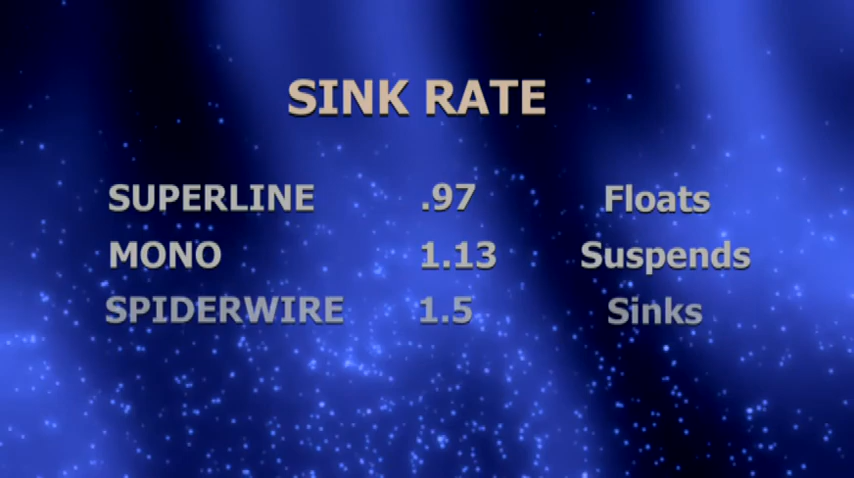 SINK RATE
SUPERLINE .97 Floats
MONO 1.13 Suspends
SPIDERWIRE 1.5 Sinks